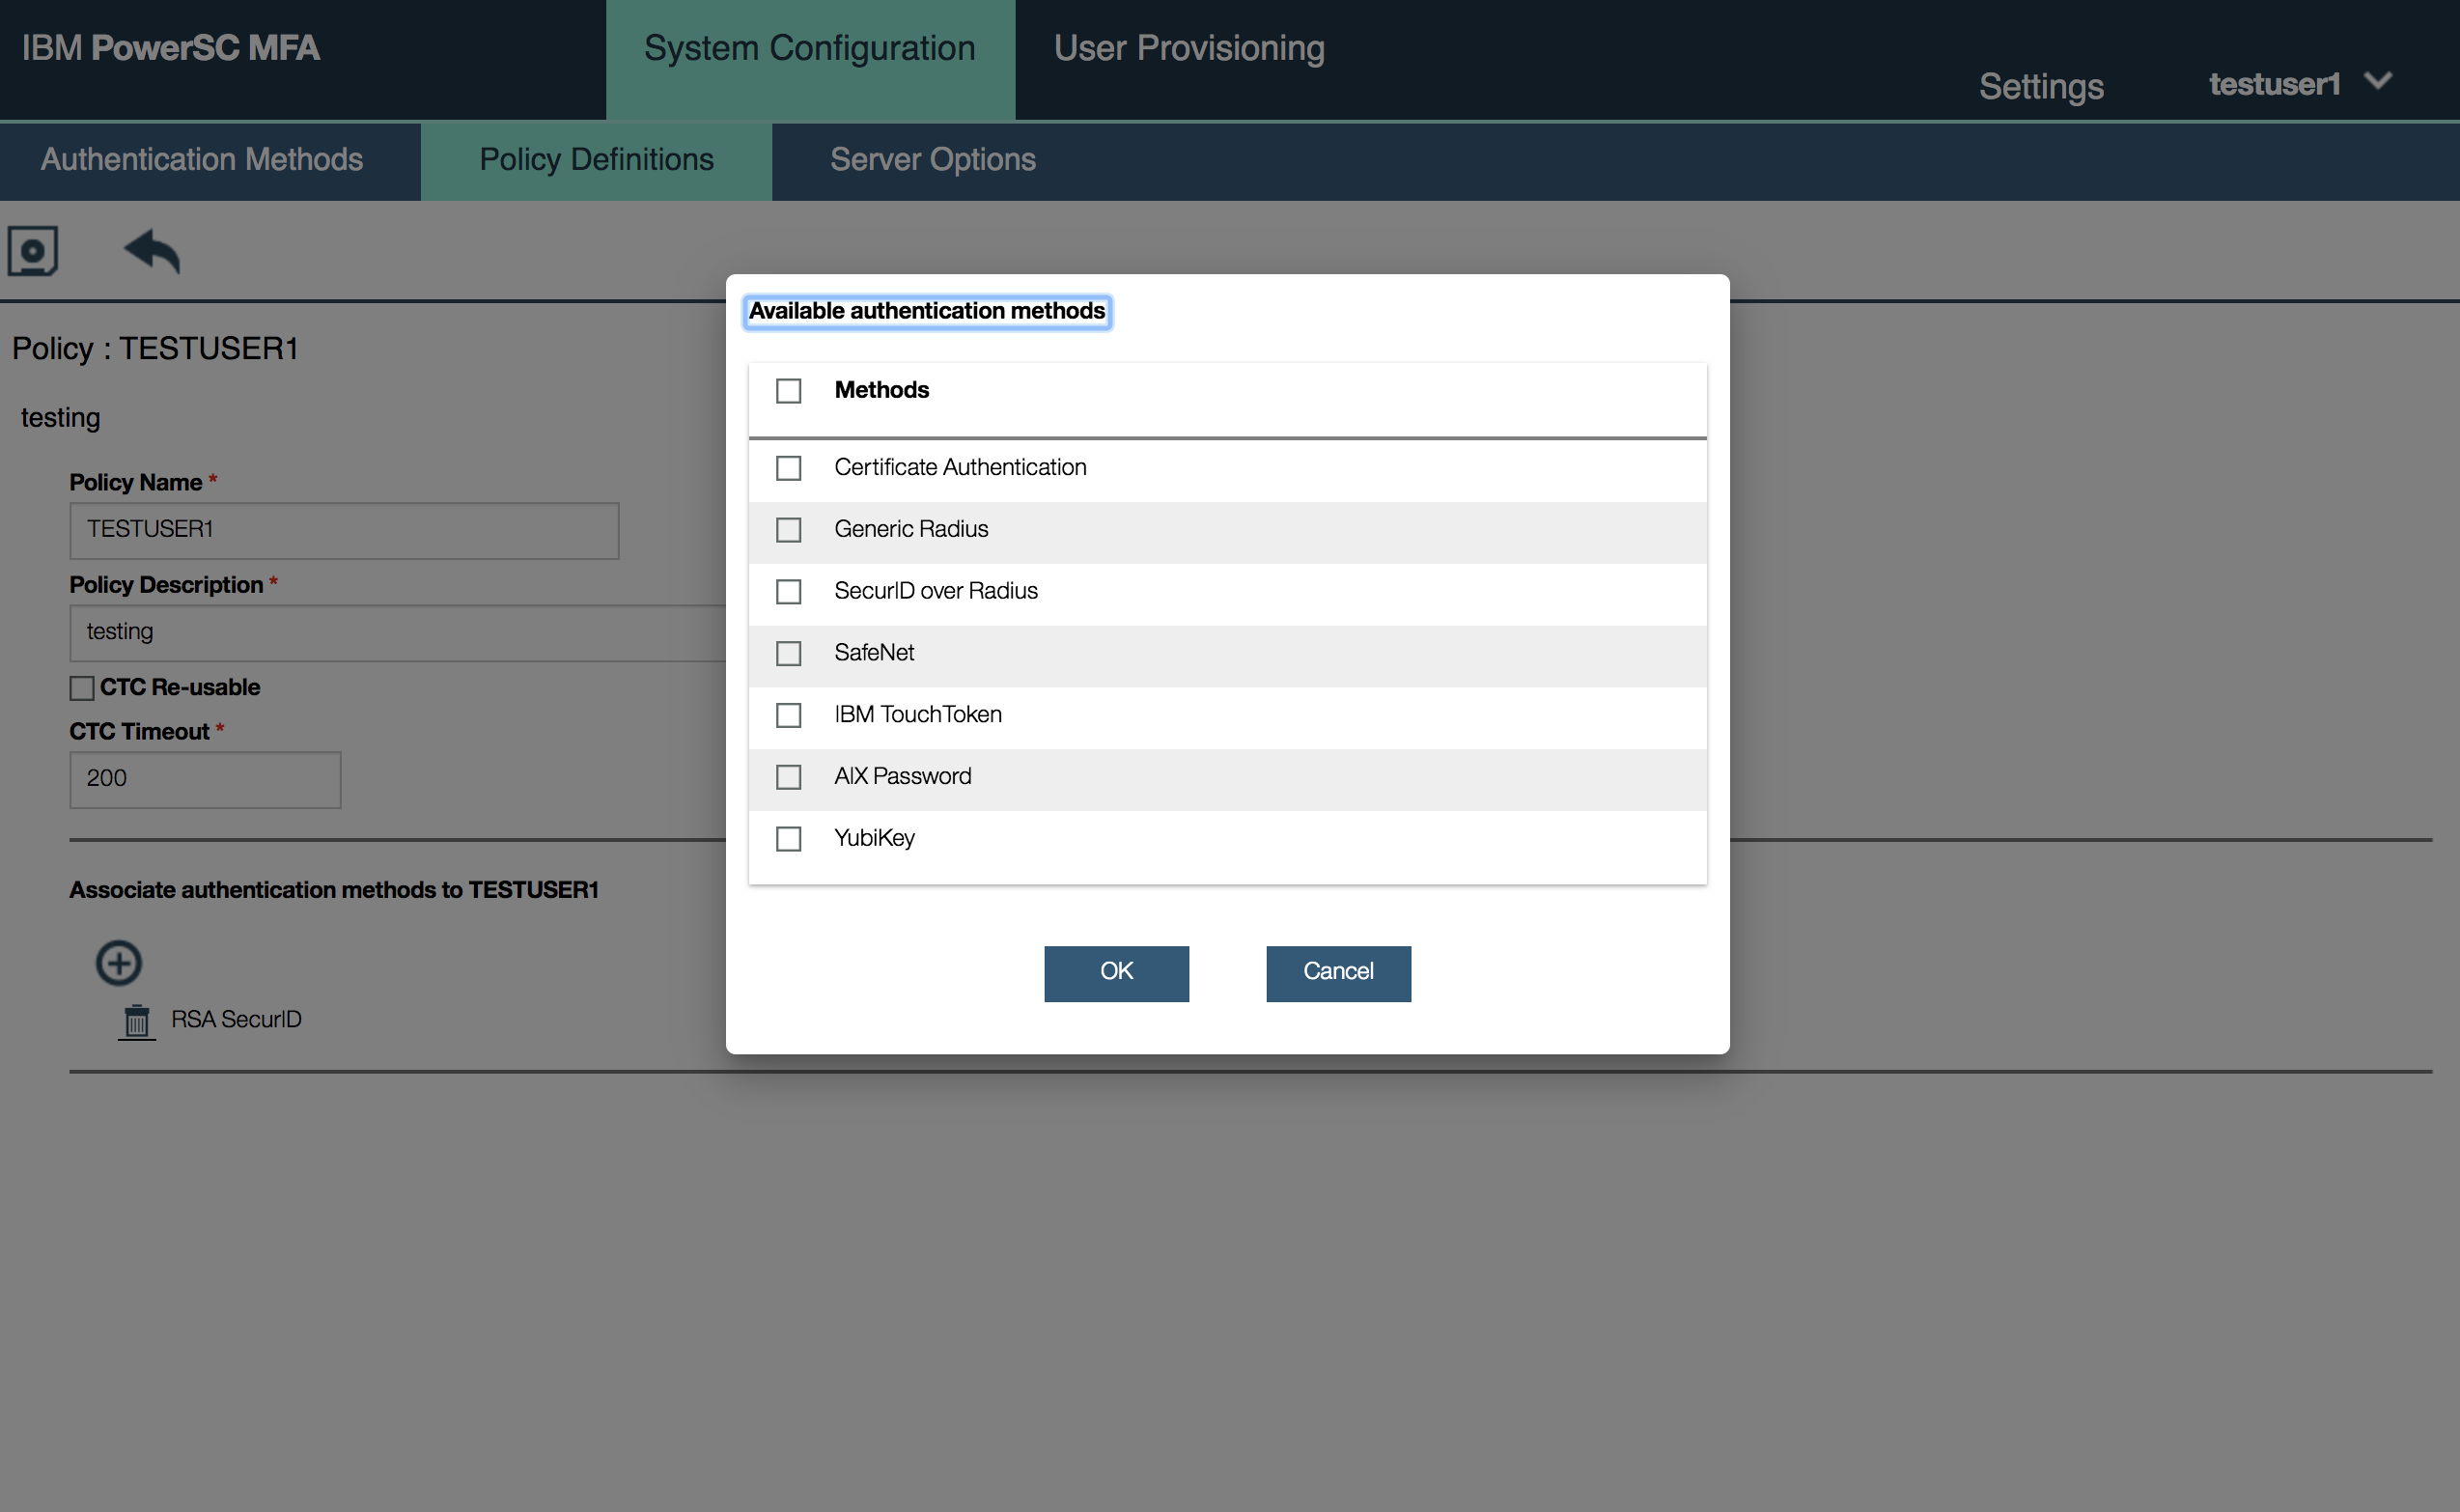 IBM PowerSC MFA
System Configuration
User Provisioning
Settings
testuser1
Authentication Methods
Policy Definitions
Server Options
Policy : TESTUSER1
testing
Policy Name *
TESTUSER1
Policy Description *
testing
CTC Re-usable
CTC Timeout *
200
Associate authentication methods to TESTUSER1
RSA SecurID
Available authentication methods
Methods
Certificate Authentication
Generic Radius
SecurID over Radius
SafeNet
IBM TouchToken
AIX Password
YubiKey
OK
Cancel